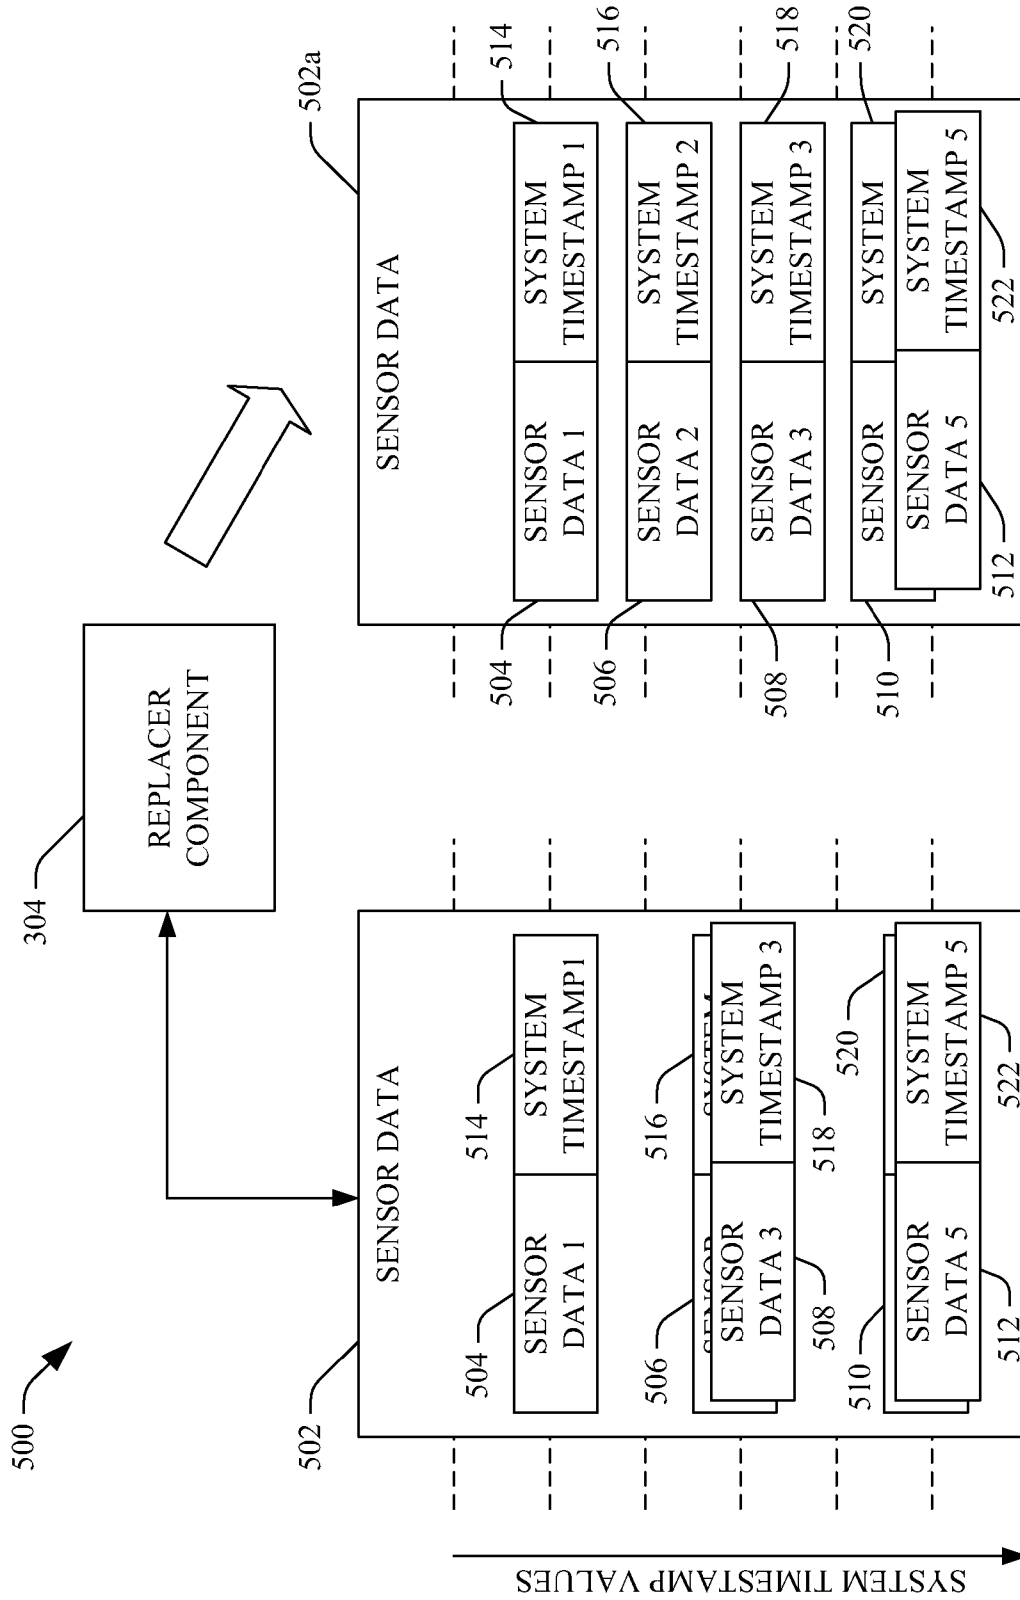 500
304
REPLACER
COMPONENT
502
SENSOR DATA
504
514
SENSOR
DATA 1
SYSTEM
TIMESTAMP1
506
516
SENSOR
SYSTEM
SENSOR
DATA 3
SYSTEM
TIMESTAMP 3
508
518
510
520
SENSOR
DATA 5
SYSTEM
TIMESTAMP 5
512
522
502a
SENSOR DATA
504
514
SENSOR
DATA 1
SYSTEM
TIMESTAMP 1
506
516
SENSOR
DATA 2
SYSTEM
TIMESTAMP 2
508
518
SENSOR
DATA 3
SYSTEM
TIMESTAMP 3
510
520
SENSOR
SYSTEM
SENSOR
DATA 5
SYSTEM
TIMESTAMP 5
512
522
SYSTEM TIMESTAMP VALUES